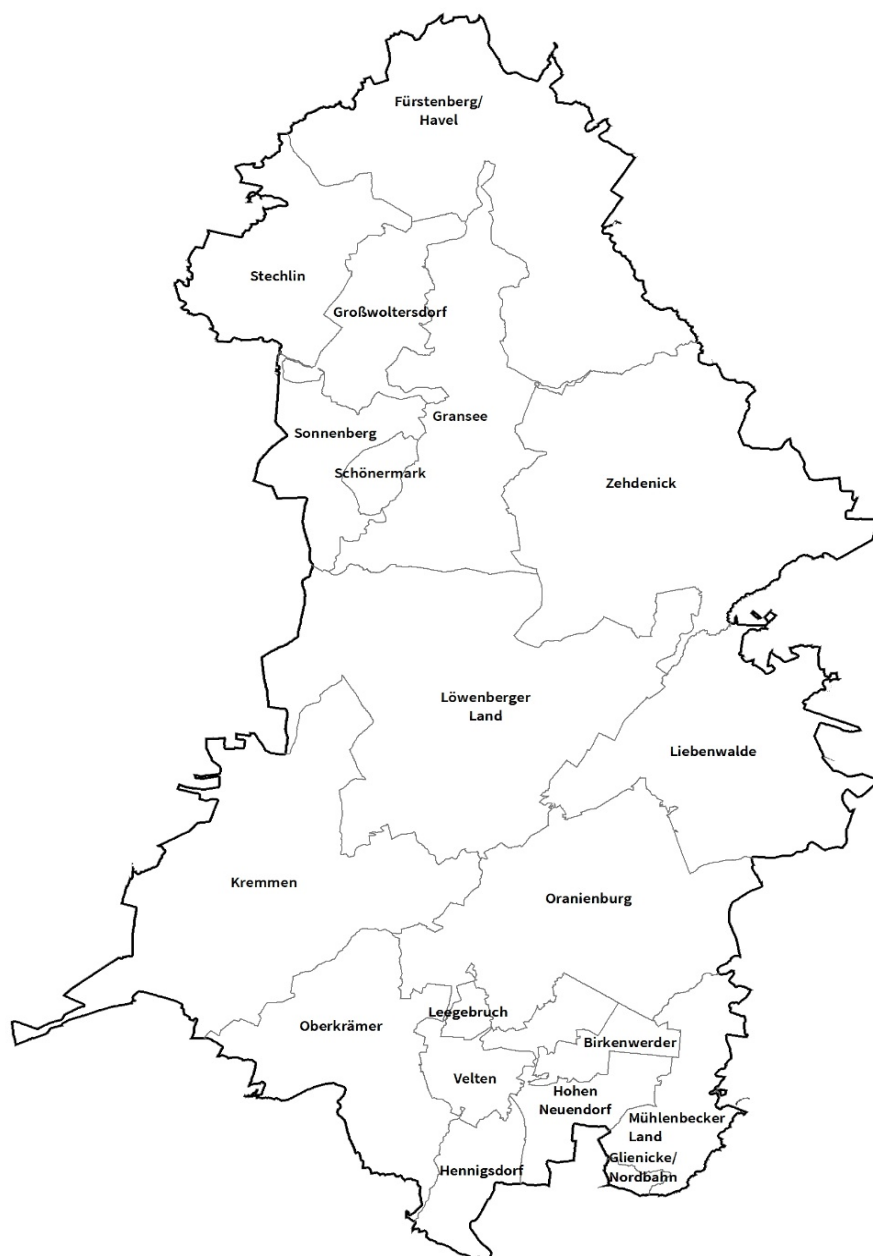 Fürstenberg/
Havel
Stechlin
Großwoltersdorf
Gransee
Sonnenberg
Schönermark
Zehdenick
Löwenberger
Land
Liebenwalde
Kremmen
Oranienburg
Leegebruch
Oberkrämer
Birkenwerder
Velten
Hohen
Neuendorf
Mühlenbecker
Land
Glienicke/
Nordbahn
Hennigsdorf